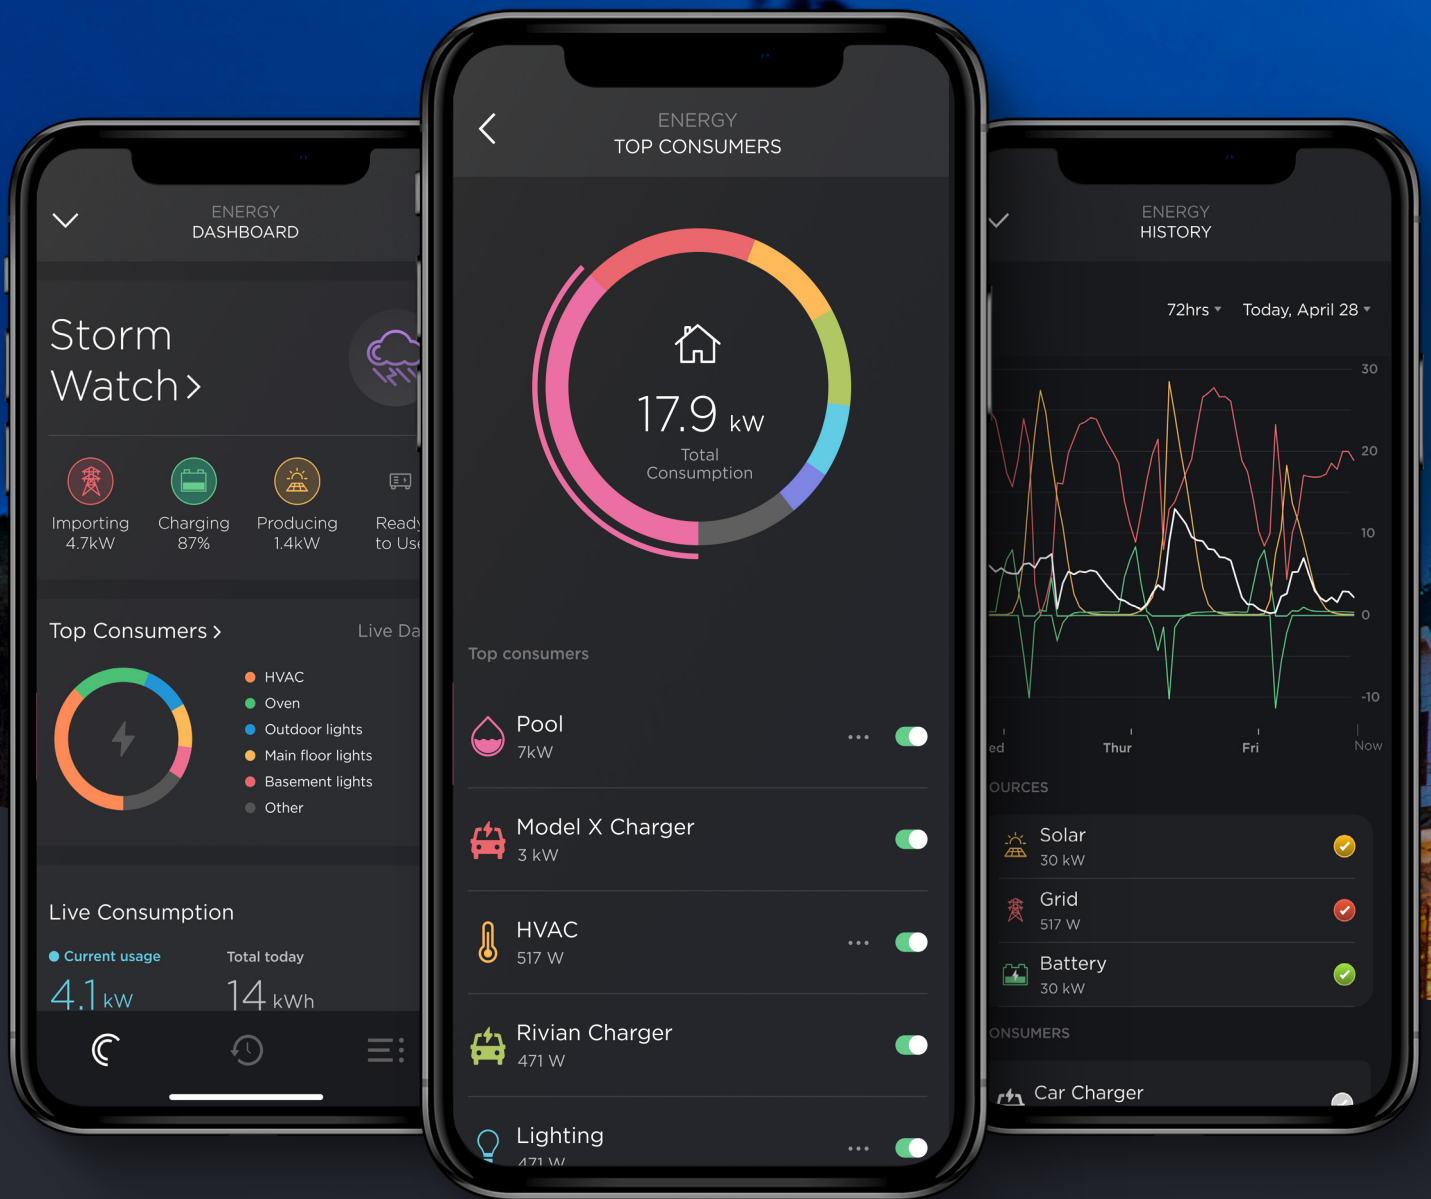 ENERGY
DASHBOARD
Storm
Watch
Importing
4.7kW
Charging
87%
Producing
1.4kW
Ready
to Use
Top Consumers
Live Da
HVAC
Oven
Outdoor lights
Main floor lights
Basement lights
Other
Live Consumption
Current usage
4.1 kW
Total today
14 kWh
ENERGY
TOP CONSUMERS
17.9 kW
Total
Consumption
Top consumers
Pool
7kW
Model X Charger
3 kW
HVAC
517 W
Rivian Charger
471 W
Lighting
471 W
ENERGY
HISTORY
72hrs
Today, April 28
30
20
10
0
-10
ed
Thur
Fri
Now
OURCES
Solar
30 kW
Grid
517 W
Battery
30 kW
ONSUMERS
Car Charger